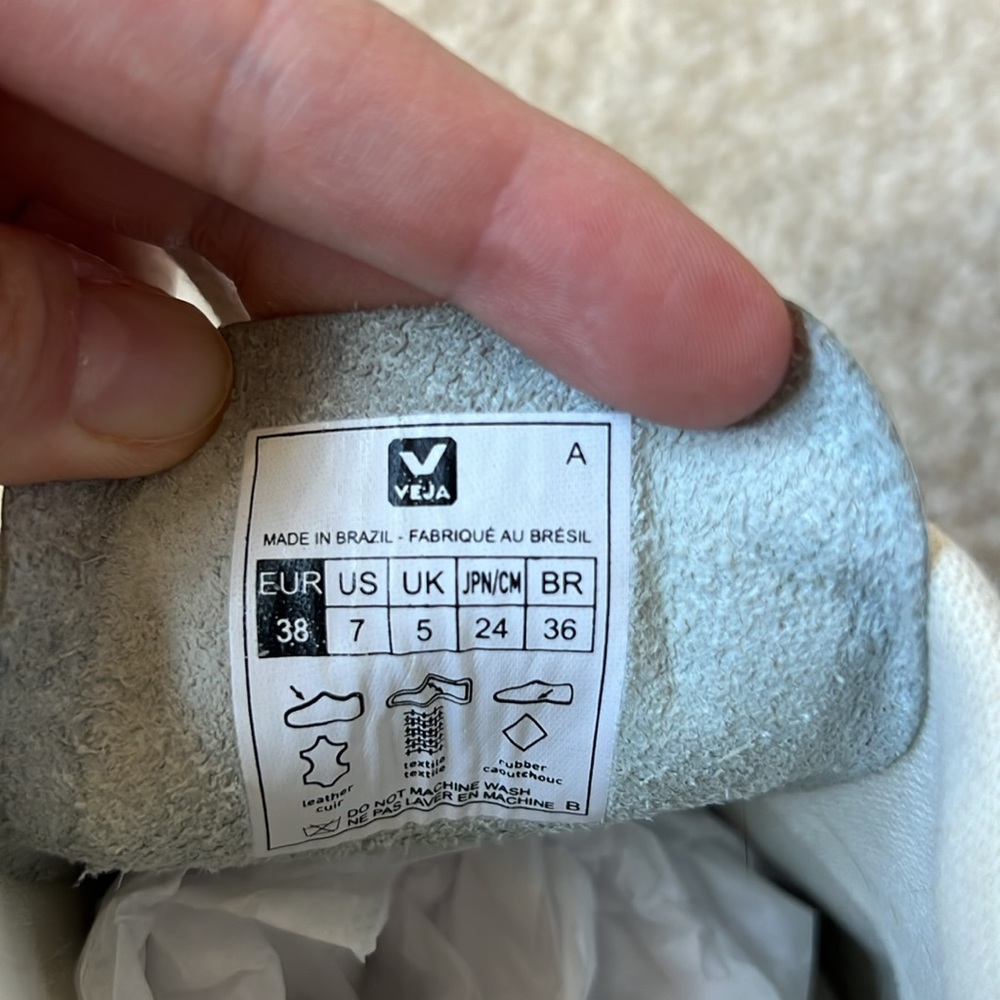 A
VEJA
MADE IN BRAZIL - FABRIQUÉ AU BRÉSIL
EUR US UK JPN/CM BR
38 7 5 24 36
leather
cuir
textile
textile
rubber
caoutchouc
DO NOT MACHINE WASH
NE PAS LAVER EN MACHINE B